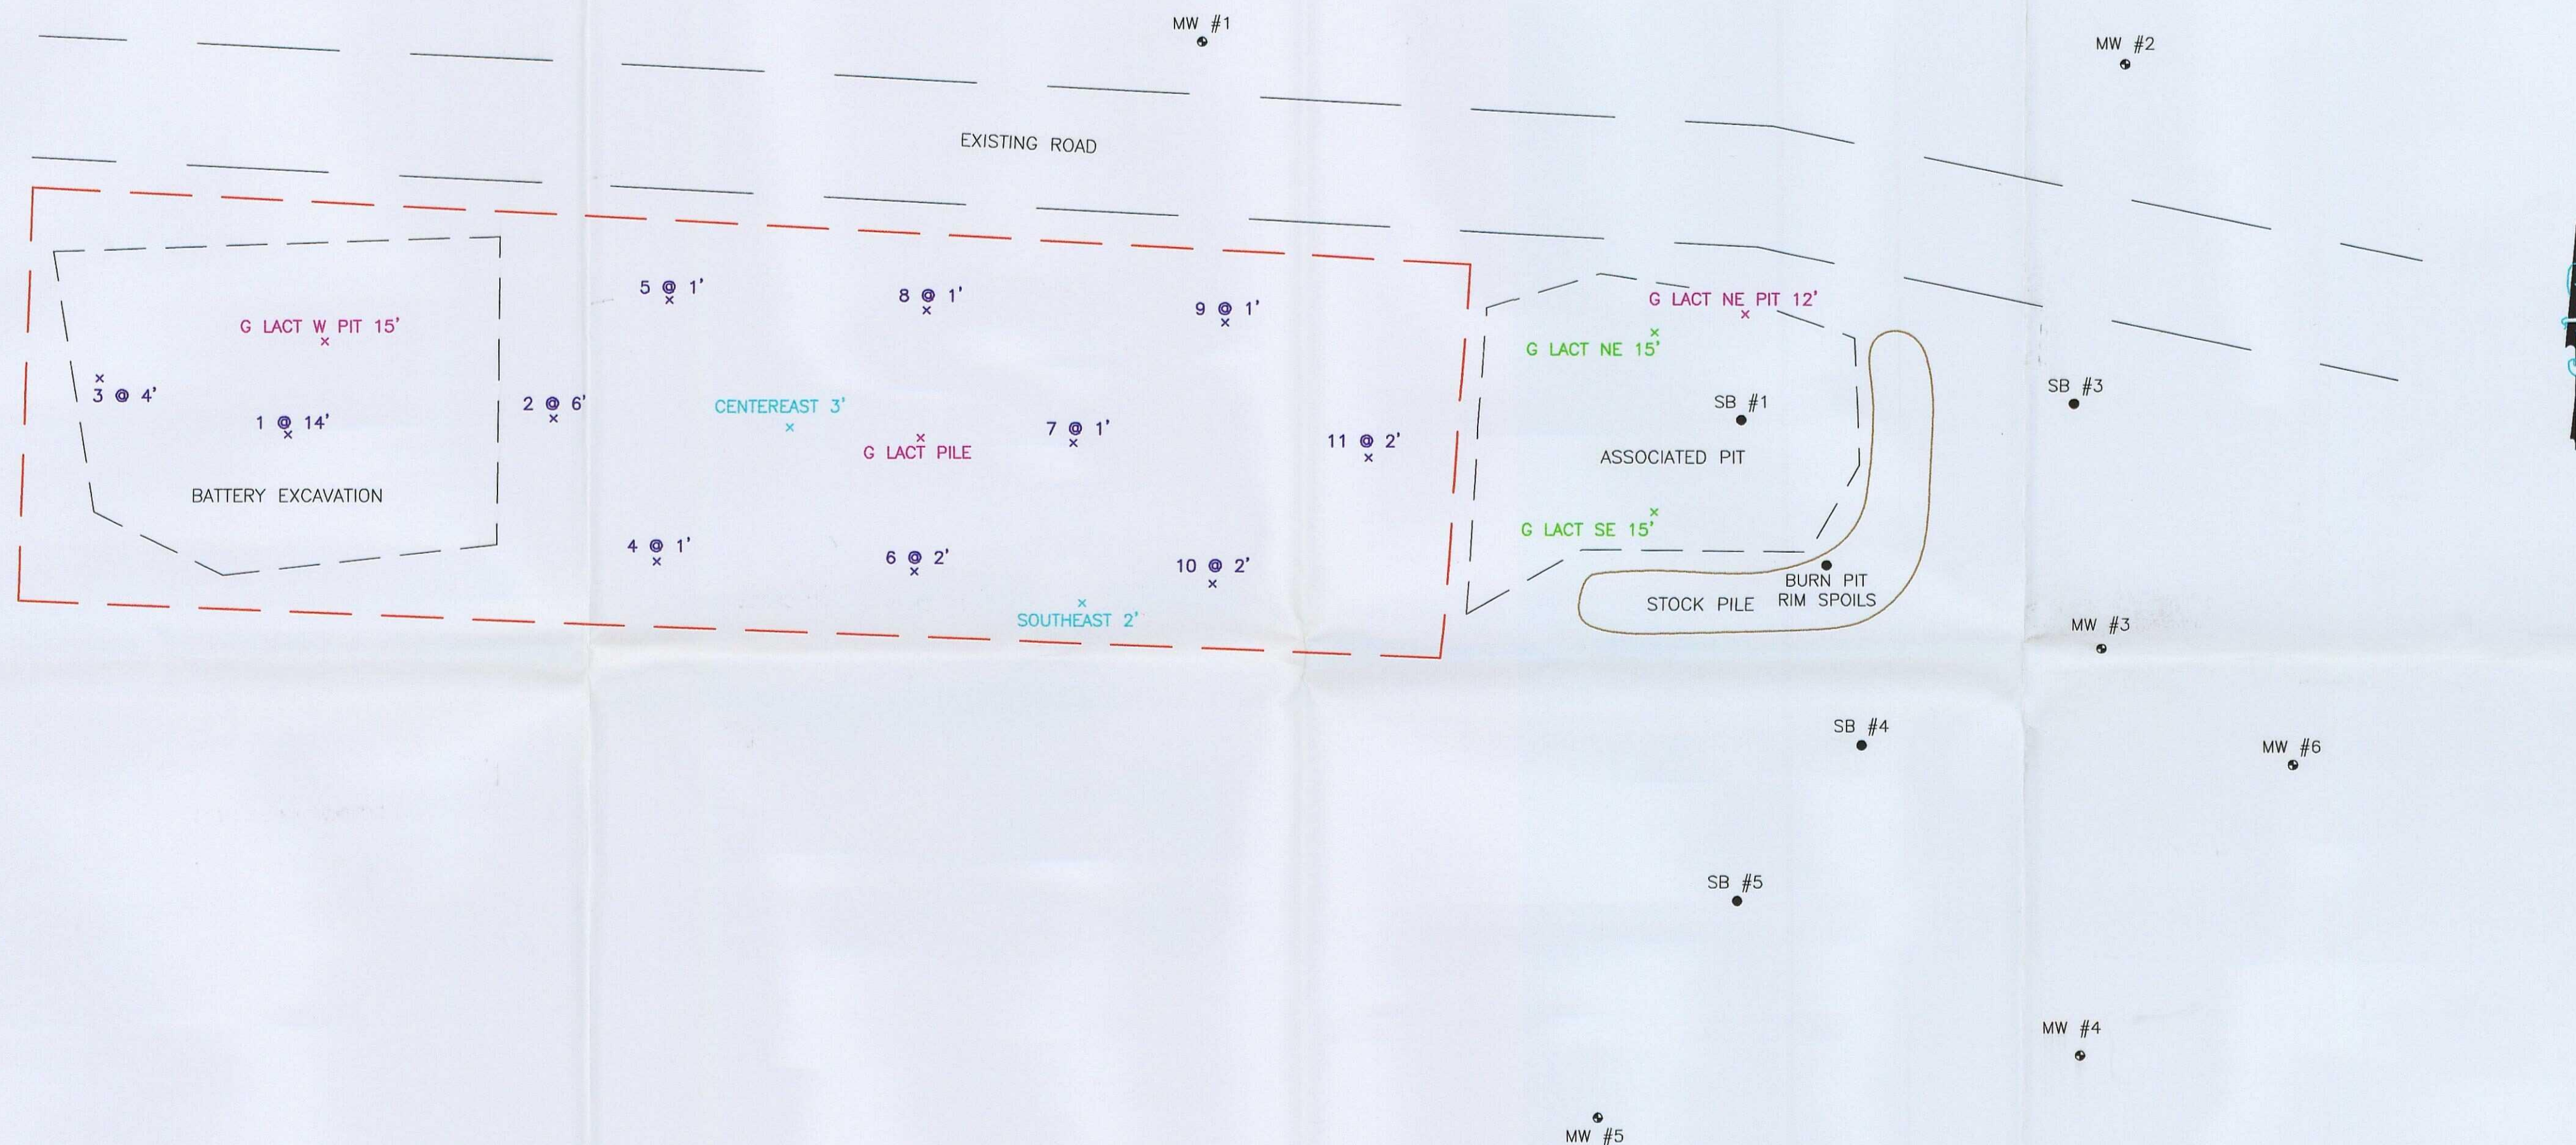 MW #1
MW #2
EXISTING ROAD
5 @ 1'
8 @ 1'
9 @ 1'
G LACT NE PIT 12'
G LACT W PIT 15'
G LACT NE 15'
3 @ 4'
2 @ 6'
CENTEREAST 3'
SB #1
SB #3
1 @ 14'
7 @ 1'
11 @ 2'
G LACT PILE
ASSOCIATED PIT
BATTERY EXCAVATION
G LACT SE 15'
4 @ 1'
6 @ 2'
10 @ 2'
BURN PIT
RIM SPOILS
STOCK PILE
SOUTHEAST 2'
MW #3
SB #4
MW #6
SB #5
MW #4
MW #5